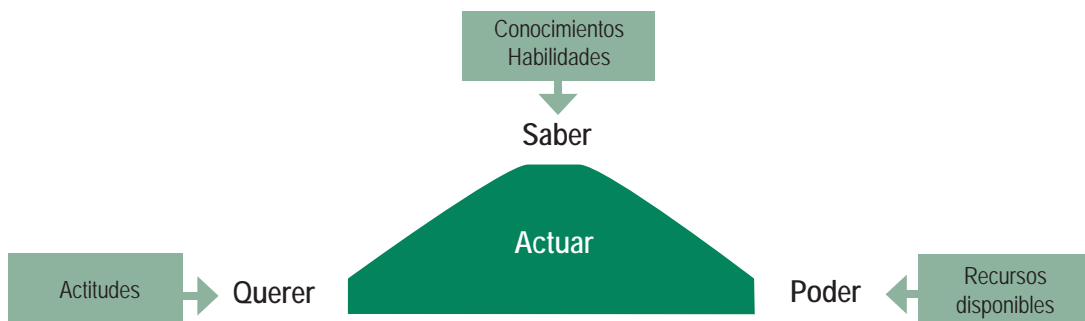 Conocimientos
Habilidades
Saber
Actuar
Actitudes
Querer
Poder
Recursos
disponibles